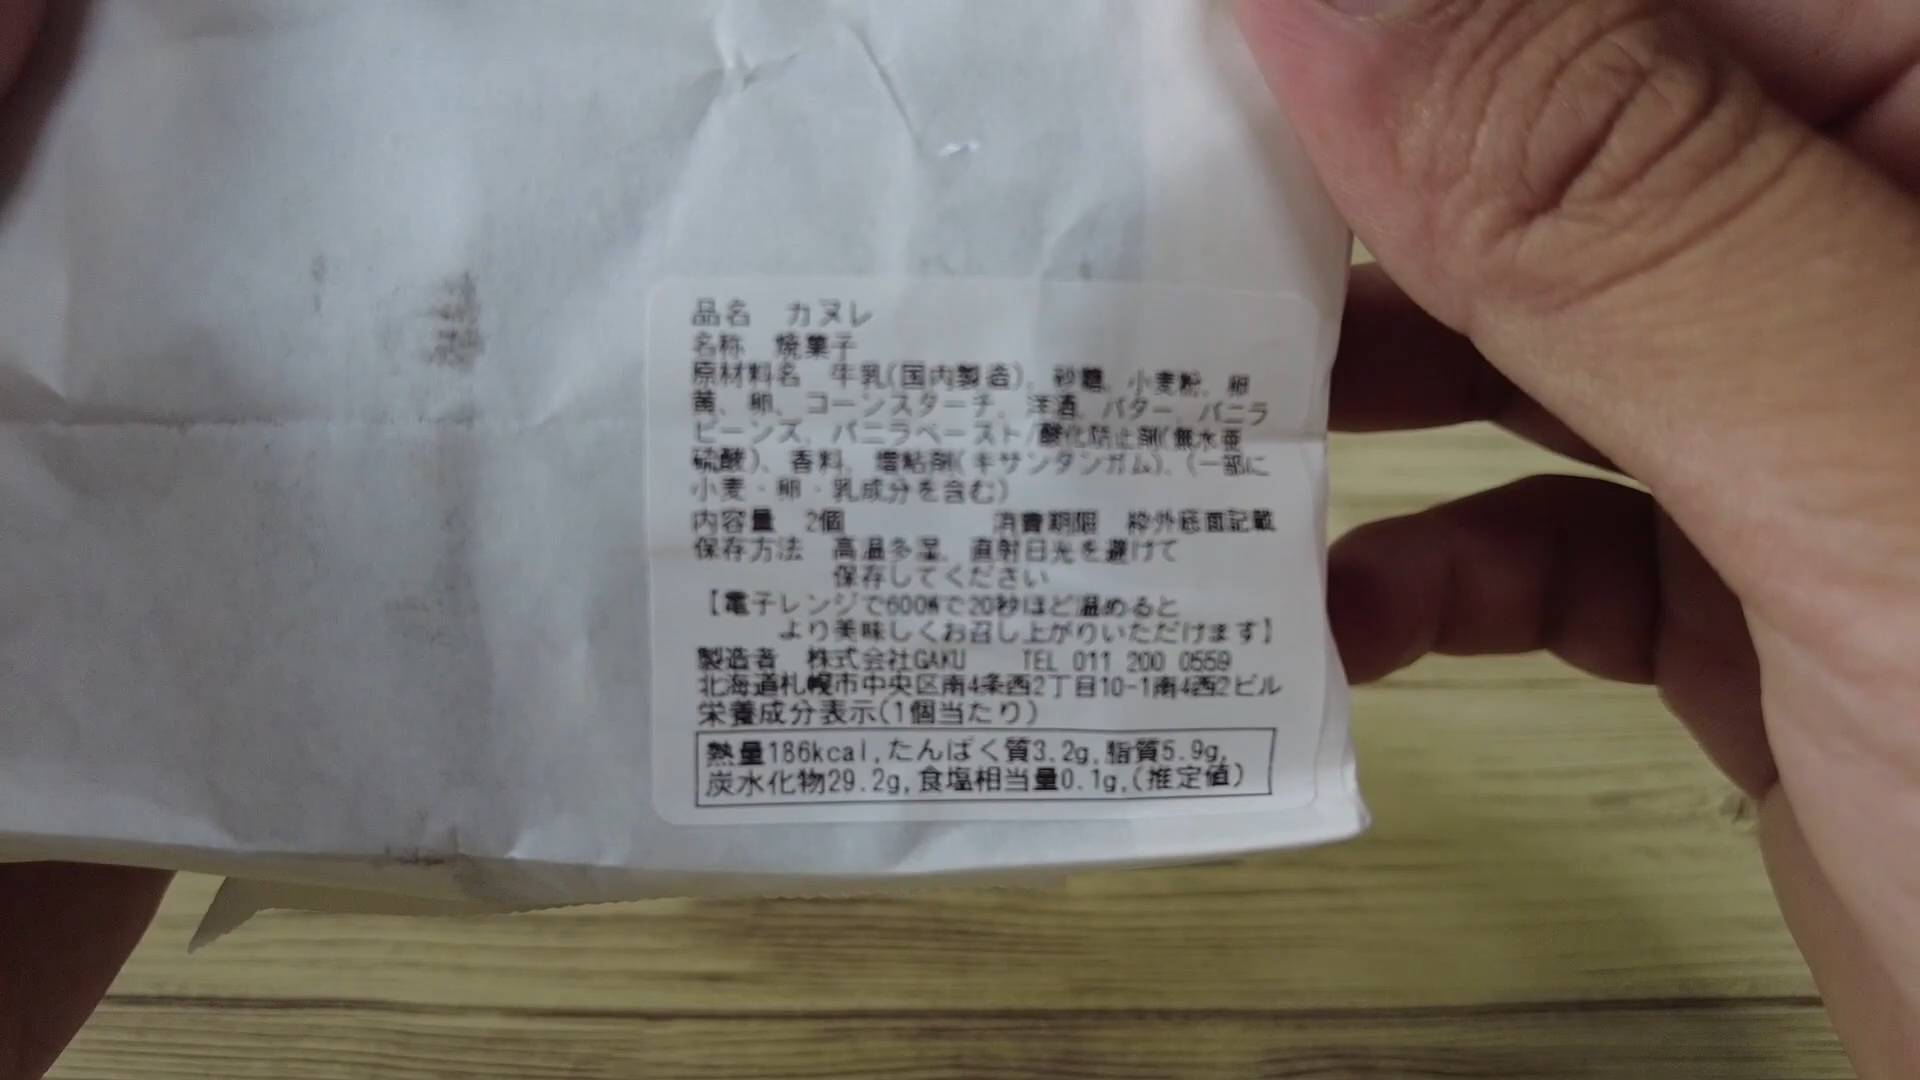 品名 カヌレ
名称 焼菓子
原材料名 牛乳(国内製造)、砂糖、小麦粉、卵
黄、卵、コーンスターチ、洋酒、バター、バニラ
ビーンズ、バニラペースト/酸化防止剤(無水亜
硫酸)、香料、増粘剤(キサンタンガム)、(一部に
小麦・卵・乳成分を含む)
内容量 2個 消費期限 枠外底面記載
保存方法 高温多湿、直射日光を避けて
保存してください
【電子レンジで600Wで20秒ほど温めると
より美味しくお召し上がりいただけます】
製造者 株式会社GAKU TEL 011 200 0559
北海道札幌市中央区南4条西2丁目10-1南4西2ビル
栄養成分表示(1個当たり)
熱量186kcal,たんぱく質3.2g,脂質5.9g,
炭水化物29.2g,食塩相当量0.1g,(推定値)